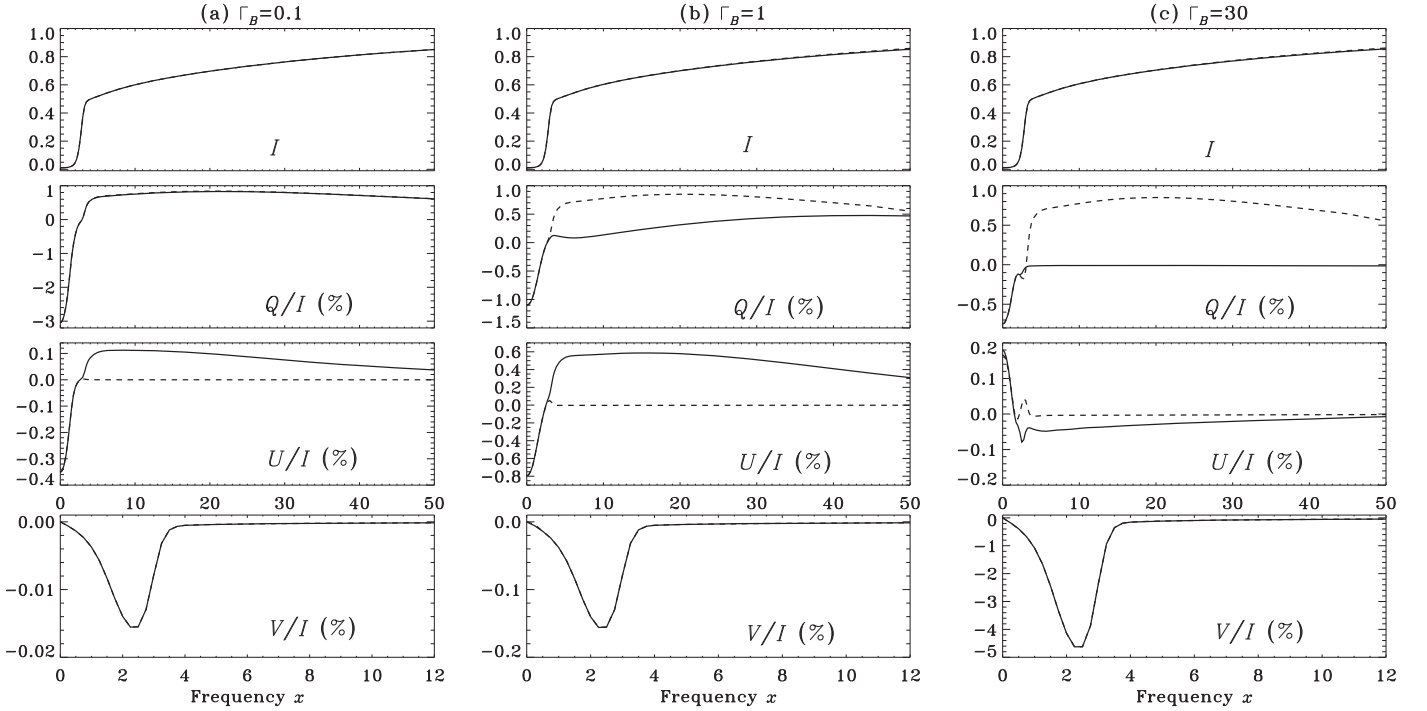 (a) Γ_B=0.1
1.0
0.8
0.6
0.4
0.2
0.0
I
1
0
−1
−2
−3
Q/I (%)
0.1
0.0
−0.1
−0.2
−0.3
−0.4
U/I (%)
0 10 20 30 40 50
0.00
−0.01
−0.02
V/I (%)
0 2 4 6 8 10 12
Frequency x
(b) Γ_B=1
1.0
0.8
0.6
0.4
0.2
0.0
I
1.0
0.5
0.0
−0.5
−1.0
−1.5
Q/I (%)
0.6
0.4
0.2
0.0
−0.2
−0.4
−0.6
−0.8
U/I (%)
0 10 20 30 40 50
0.0
−0.1
−0.2
V/I (%)
0 2 4 6 8 10 12
Frequency x
(c) Γ_B=30
1.0
0.8
0.6
0.4
0.2
0.0
I
1.0
0.5
0.0
−0.5
Q/I (%)
0.2
0.1
0.0
−0.1
−0.2
U/I (%)
0 10 20 30 40 50
0
−1
−2
−3
−4
−5
V/I (%)
0 2 4 6 8 10 12
Frequency x